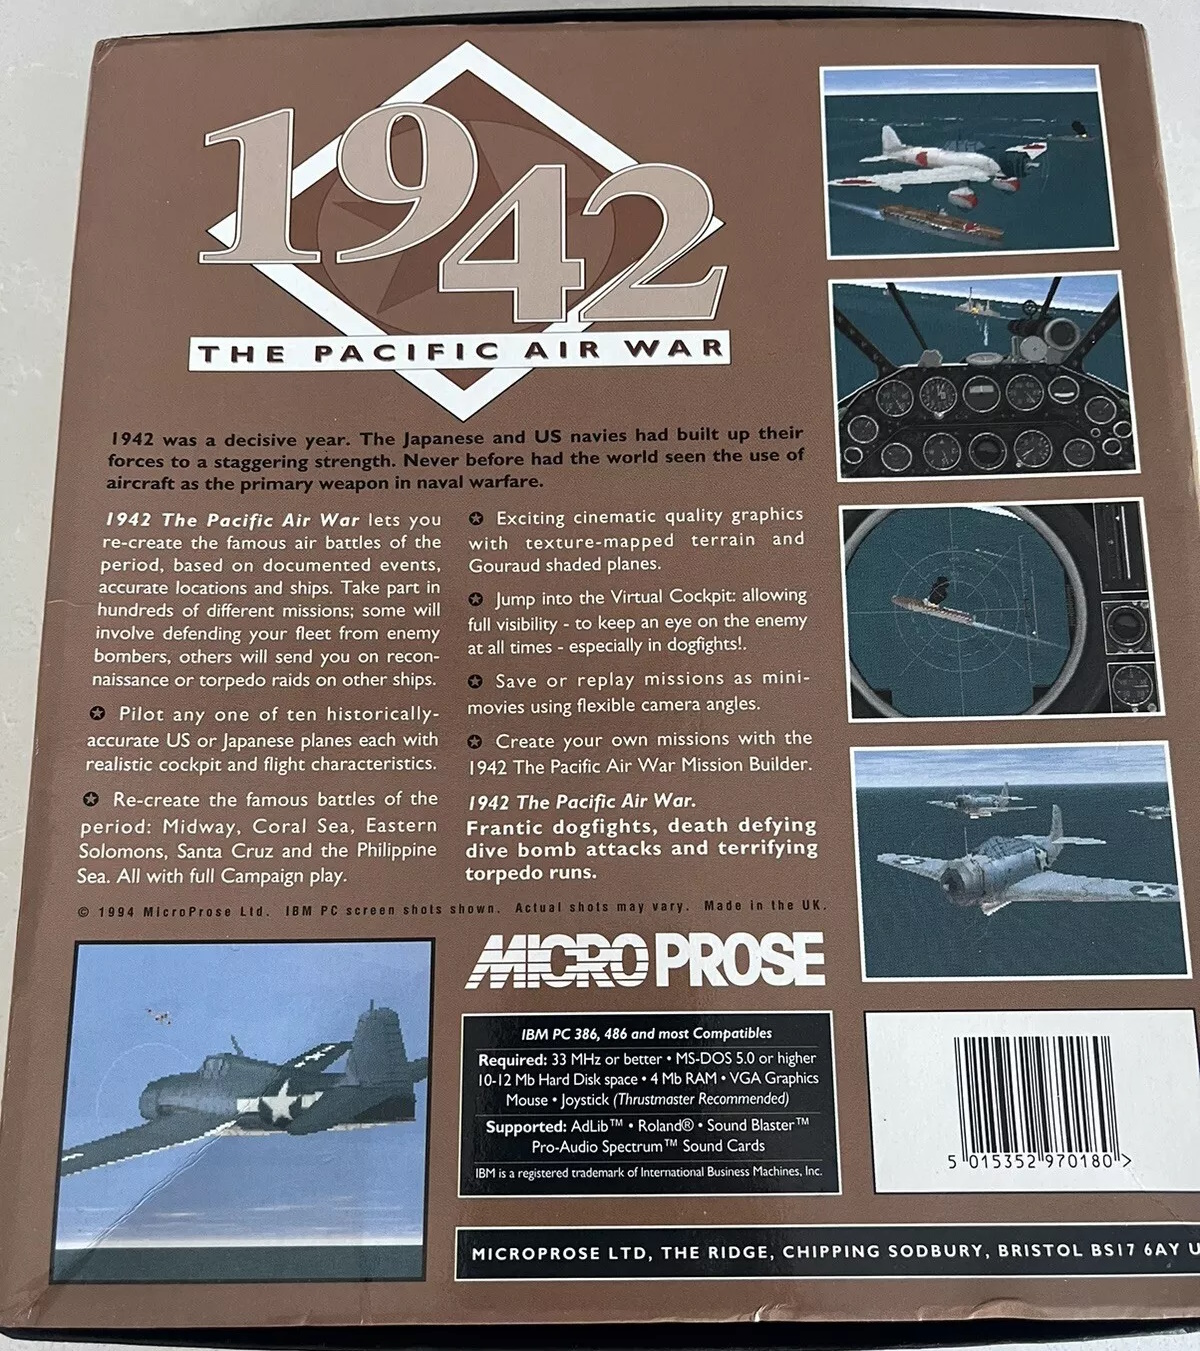 1942
THE PACIFIC AIR WAR
1942 was a decisive year. The Japanese and US navies had built up their
forces to a staggering strength. Never before had the world seen the use of
aircraft as the primary weapon in naval warfare.
1942 The Pacific Air War lets you
re-create the famous air battles of the
period, based on documented events,
accurate locations and ships. Take part in
hundreds of different missions; some will
involve defending your fleet from enemy
bombers, others will send you on recon-
naissance or torpedo raids on other ships.
Pilot any one of ten historically-
accurate US or Japanese planes each with
realistic cockpit and flight characteristics.
Re-create the famous battles of the
period: Midway, Coral Sea, Eastern
Solomons, Santa Cruz and the Philippine
Sea. All with full Campaign play.
Exciting cinematic quality graphics
with texture-mapped terrain and
Gouraud shaded planes.
Jump into the Virtual Cockpit: allowing
full visibility - to keep an eye on the enemy
at all times - especially in dogfights!.
Save or replay missions as mini-
movies using flexible camera angles.
Create your own missions with the
1942 The Pacific Air War Mission Builder.
1942 The Pacific Air War.
Frantic dogfights, death defying
dive bomb attacks and terrifying
torpedo runs.
© 1994 MicroProse Ltd. IBM PC screen shots shown. Actual shots may vary. Made in the UK.
MICROPROSE
IBM PC 386, 486 and most Compatibles
Required: 33 MHz or better • MS-DOS 5.0 or higher
10-12 Mb Hard Disk space • 4 Mb RAM • VGA Graphics
Mouse • Joystick (Thrustmaster Recommended)
Supported: AdLib™ • Roland® • Sound Blaster™
Pro-Audio Spectrum™ Sound Cards
IBM is a registered trademark of International Business Machines, Inc.
5 015352 970180 >
MICROPROSE LTD, THE RIDGE, CHIPPING SODBURY, BRISTOL BS17 6AY U